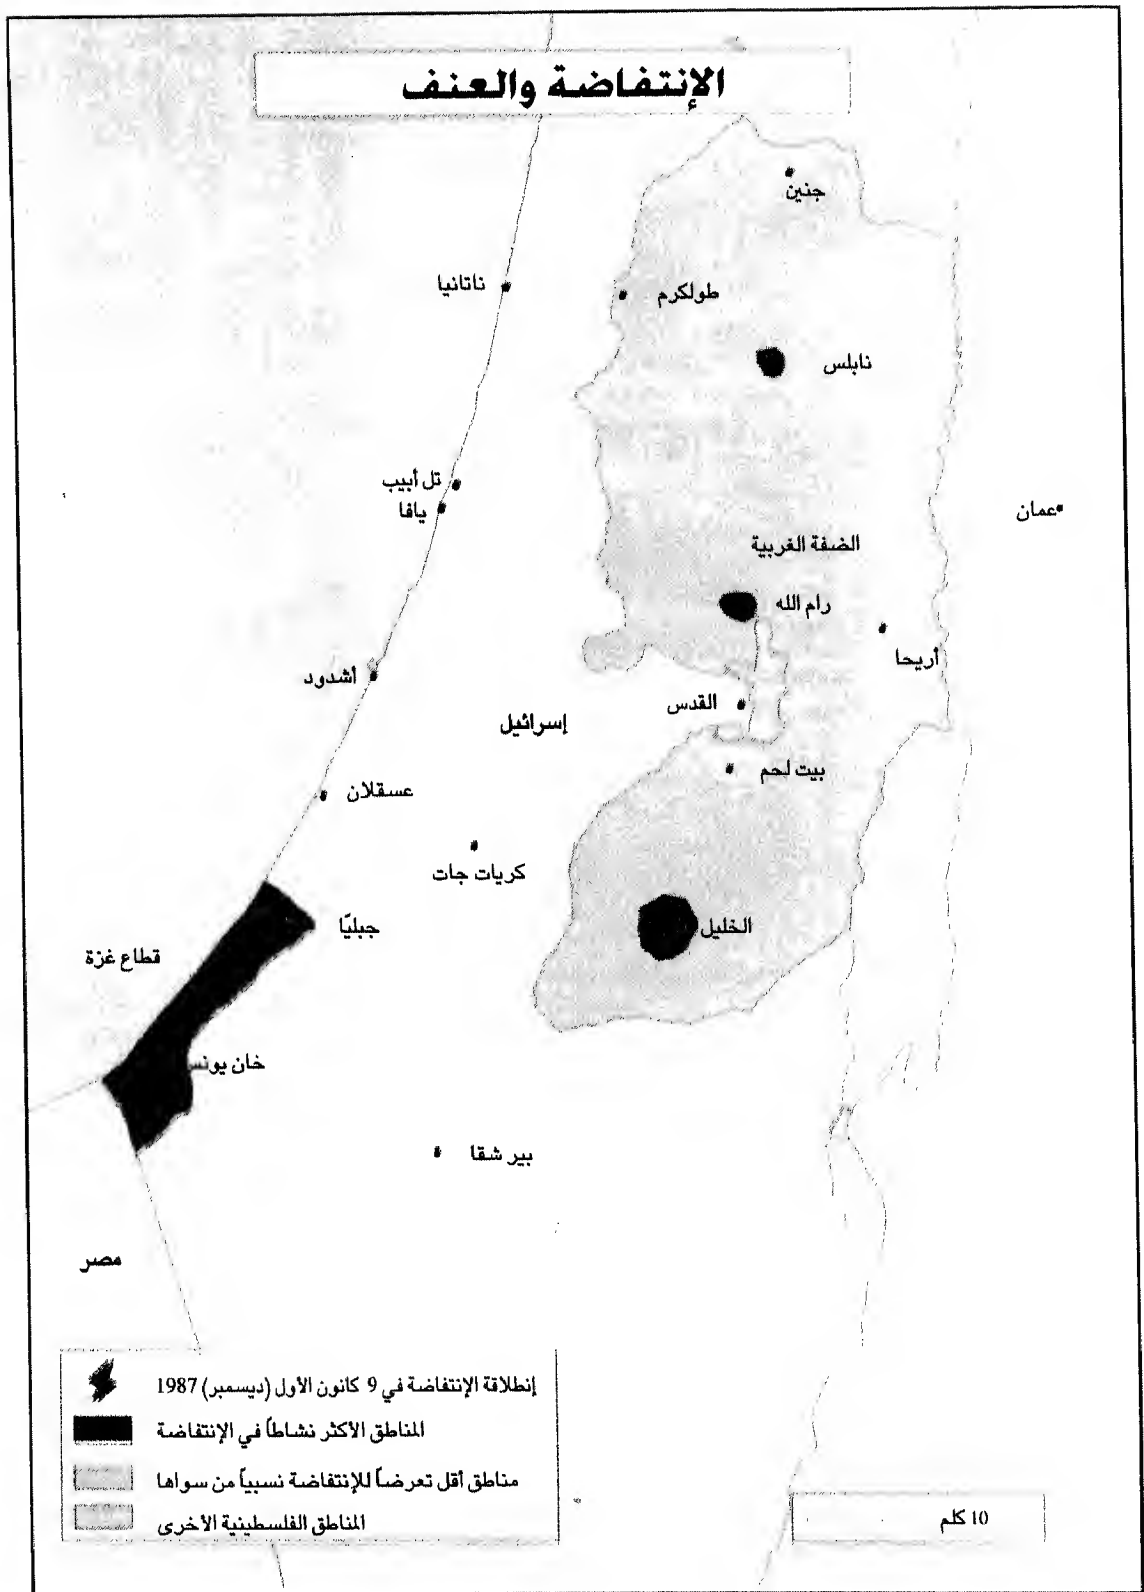 الإنتفاضة والعنف
جنين
ناتانيا
طولكرم
نابلس
تل أبيب
يافا
عمان
الضفة الغربية
رام الله
أريحا
أشدود
القدس
إسرائيل
بيت لحم
عسقلان
كريات جات
جبليّا
الخليل
قطاع غزة
خان يونس
بير شقا
مصر
إنطلاقة الإنتفاضة في 9 كانون الأول (ديسمبر) 1987
المناطق الأكثر نشاطاً في الإنتفاضة
مناطق أقل تعرضاً للإنتفاضة نسبياً من سواها
المناطق الفلسطينية الأخرى
10 كلم